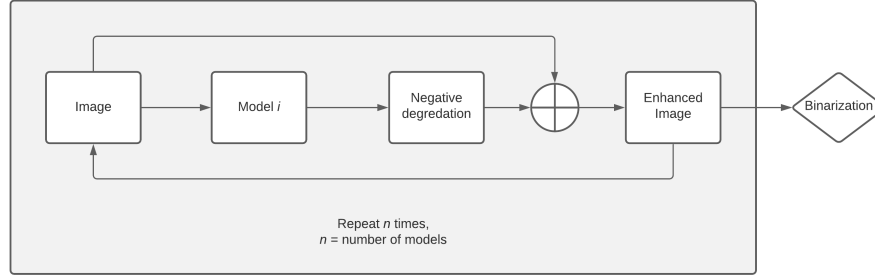 Image
Model i
Negative
degredation
Enhanced
Image
Binarization
Repeat n times,
n = number of models